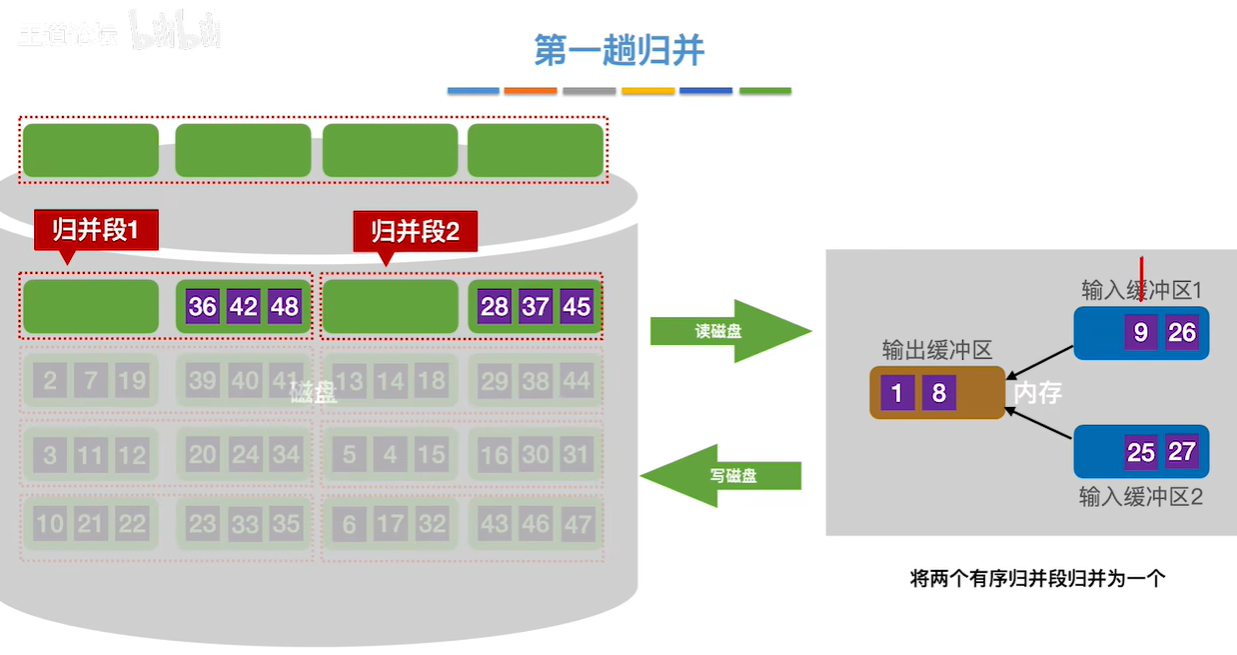 王道论坛 bilibili
第一趟归并
归并段1
归并段2
36 42 48
28 37 45
2 7 19
39 40 41
13 14 18
29 38 44
磁盘
3 11 12
20 24 34
5 4 15
16 30 31
10 21 22
23 33 35
6 17 32
43 46 47
读磁盘
写磁盘
输入缓冲区1
9 26
输出缓冲区
1 8
内存
25 27
输入缓冲区2
将两个有序归并段归并为一个